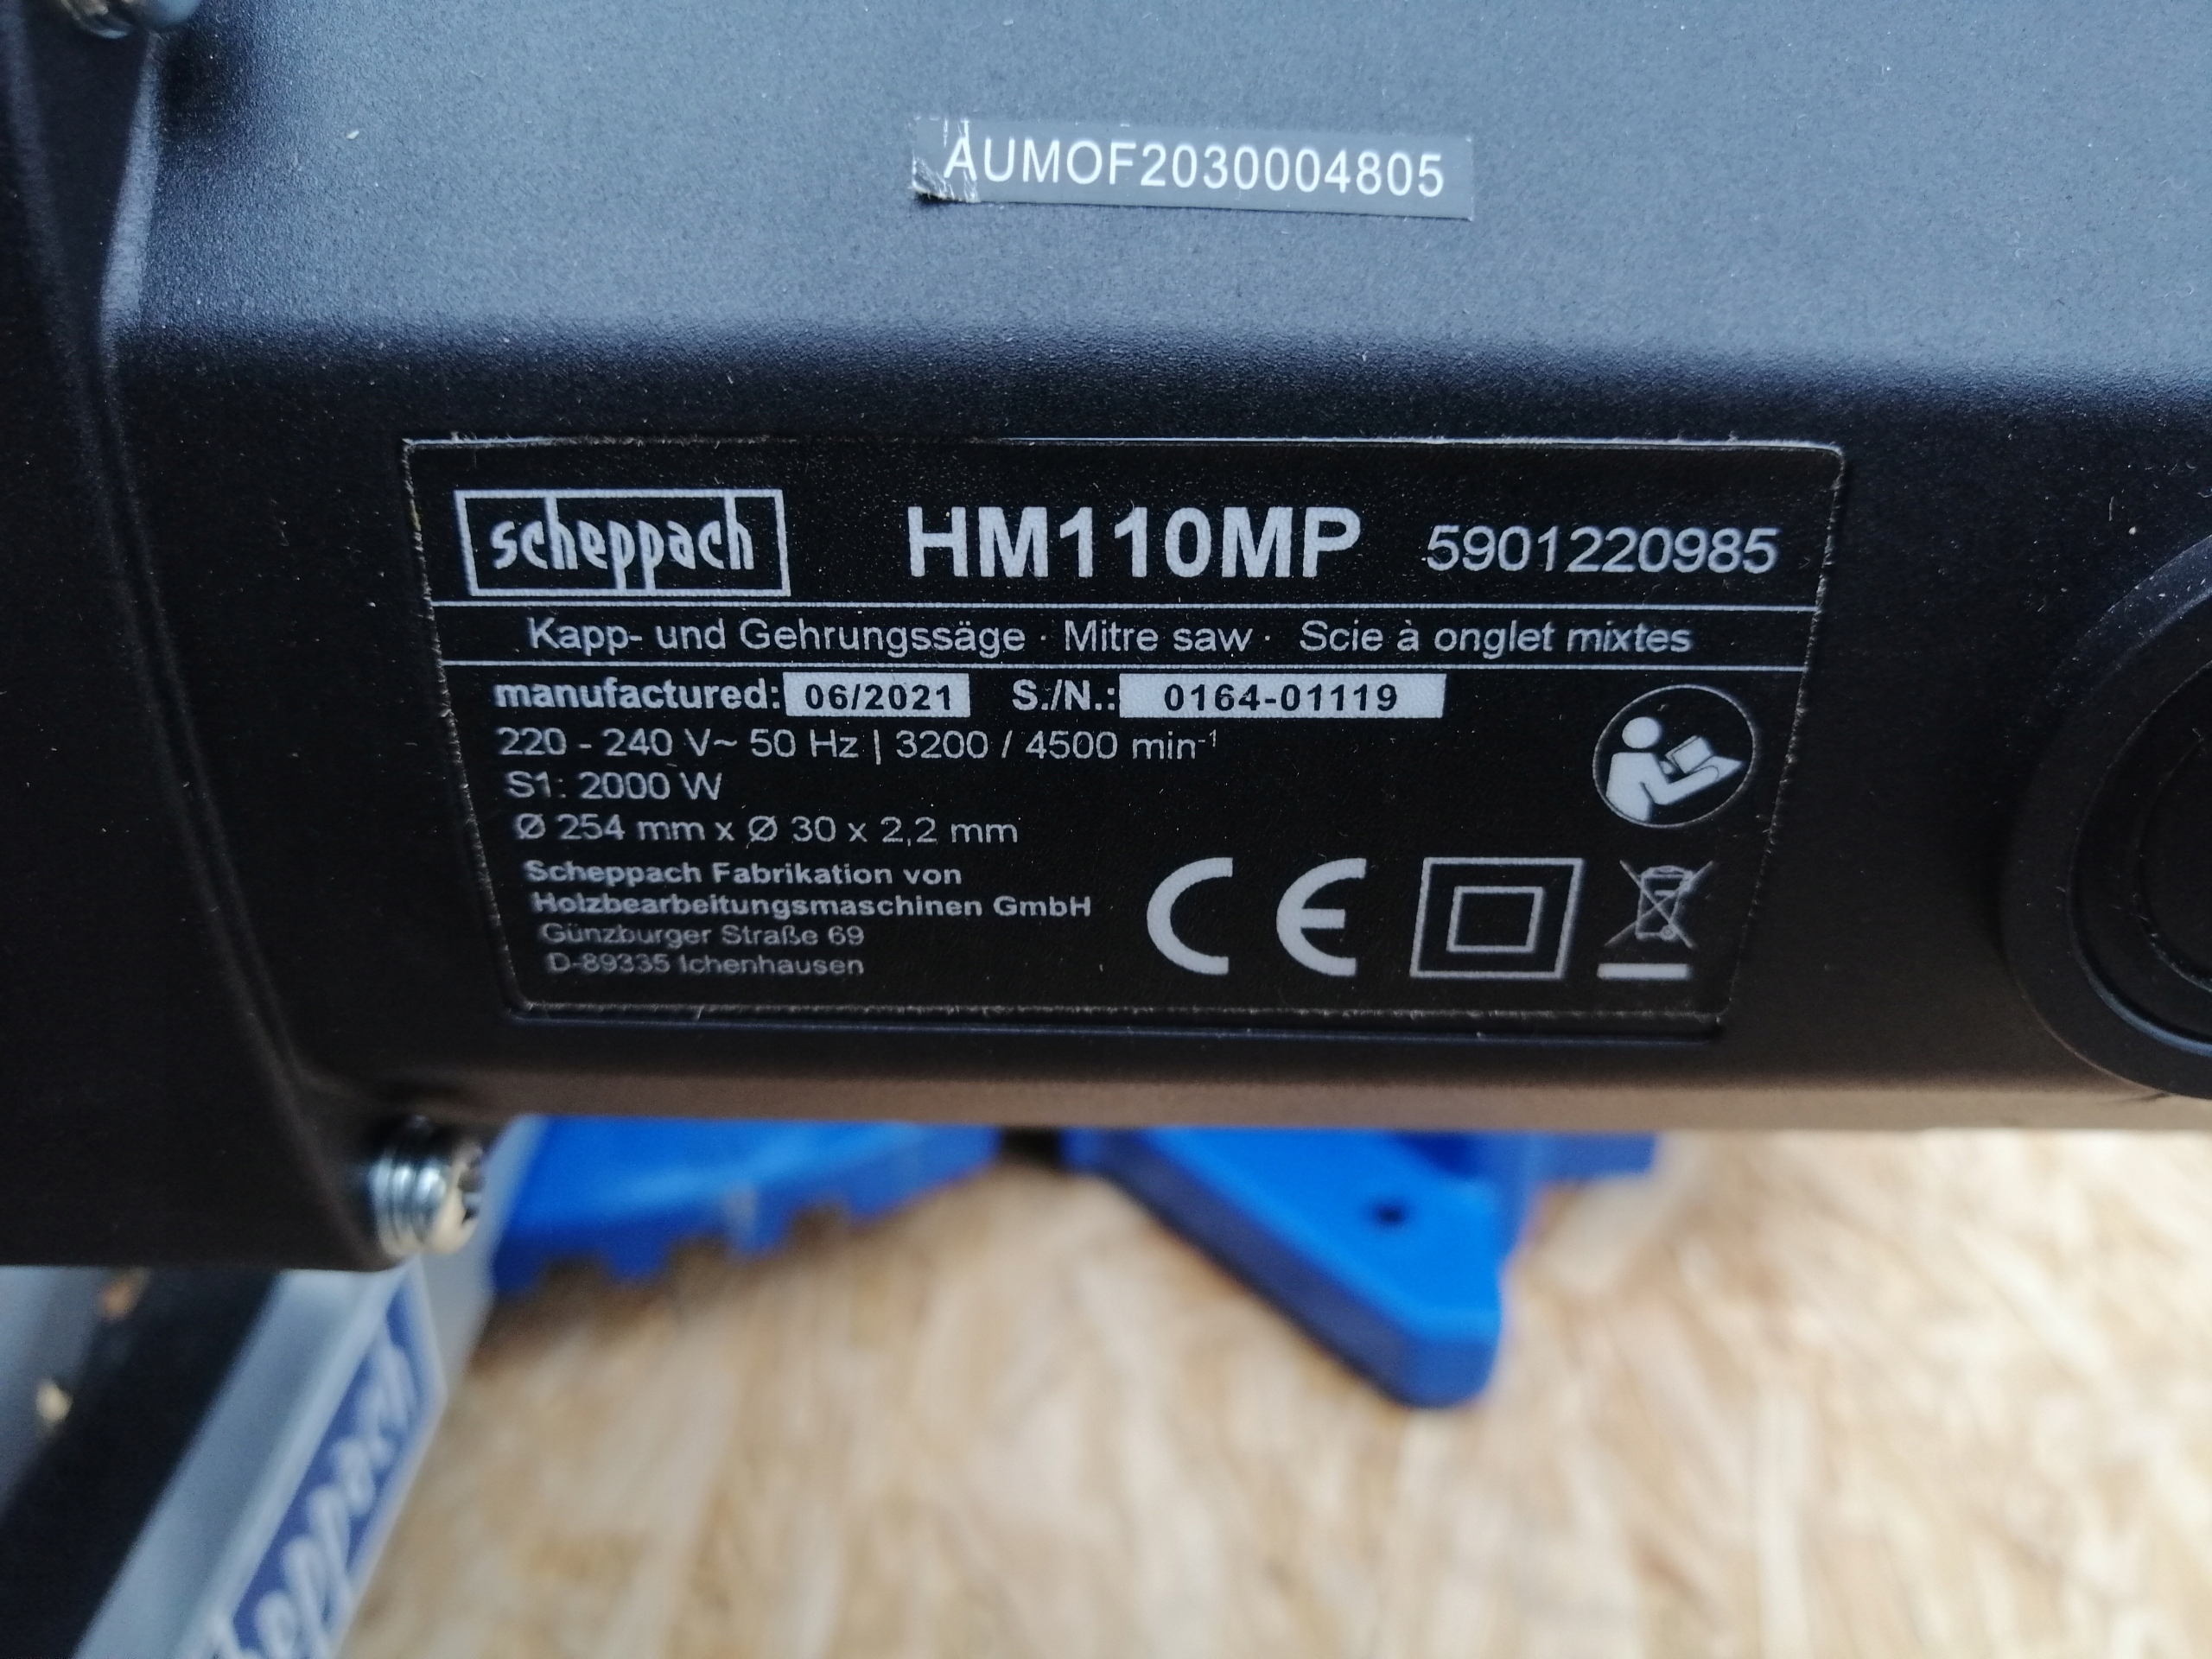 AUMOF2030004805
scheppach HM110MP 5901220985
Kapp- und Gehrungssäge · Mitre saw · Scie à onglet mixtes
manufactured: 06/2021 S./N.: 0164-01119
220 - 240 V~ 50 Hz | 3200 / 4500 min⁻¹
S1: 2000 W
Ø 254 mm x Ø 30 x 2,2 mm
Scheppach Fabrikation von
Holzbearbeitungsmaschinen GmbH
Günzburger Straße 69
D-89335 Ichenhausen
CE
scheppach